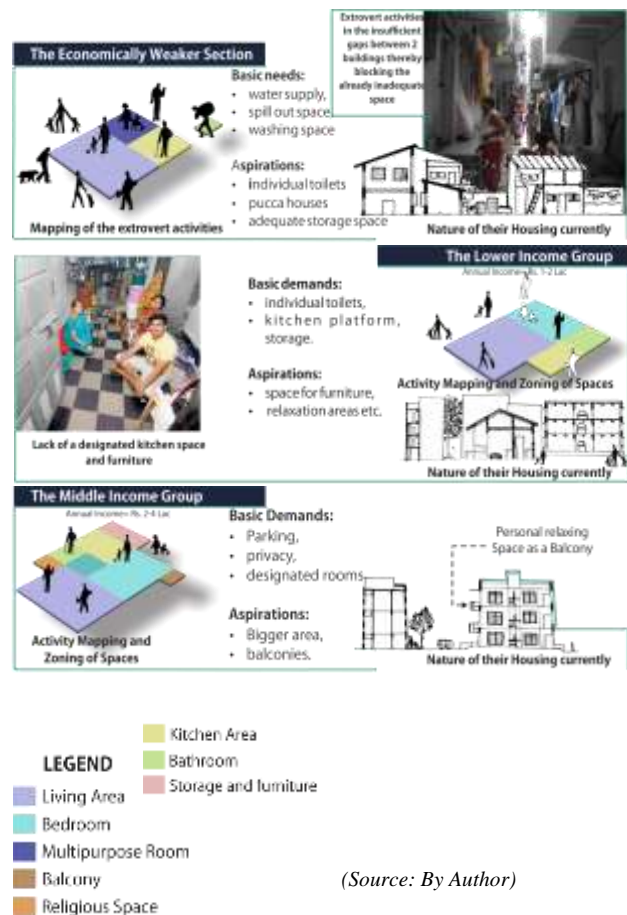 The Economically Weaker Section
Extrovert activities
in the insufficient
gaps between 2
buildings thereby
blocking the
already inadequate
space
Basic needs:
• water supply,
• spill out space
• washing space
Aspirations:
• individual toilets
• pucca houses
• adequate storage space
Mapping of the extrovert activities
Nature of their Housing currently
The Lower Income Group
Annual Income= Rs. 1-2 Lac
Basic demands:
• individual toilets,
• kitchen platform,
storage.
Aspirations:
• space for furniture,
• relaxation areas etc.
Activity Mapping and Zoning of Spaces
Lack of a designated kitchen space
and furniture
Nature of their Housing currently
The Middle Income Group
Annual Income= Rs. 2-4 Lac
Basic Demands:
• Parking,
• privacy,
• designated rooms
Aspirations:
• Bigger area,
• balconies.
Personal relaxing
Space as a Balcony
Activity Mapping and
Zoning of Spaces
Nature of their Housing currently
LEGEND
Living Area
Bedroom
Multipurpose Room
Balcony
Religious Space
Kitchen Area
Bathroom
Storage and furniture
(Source: By Author)